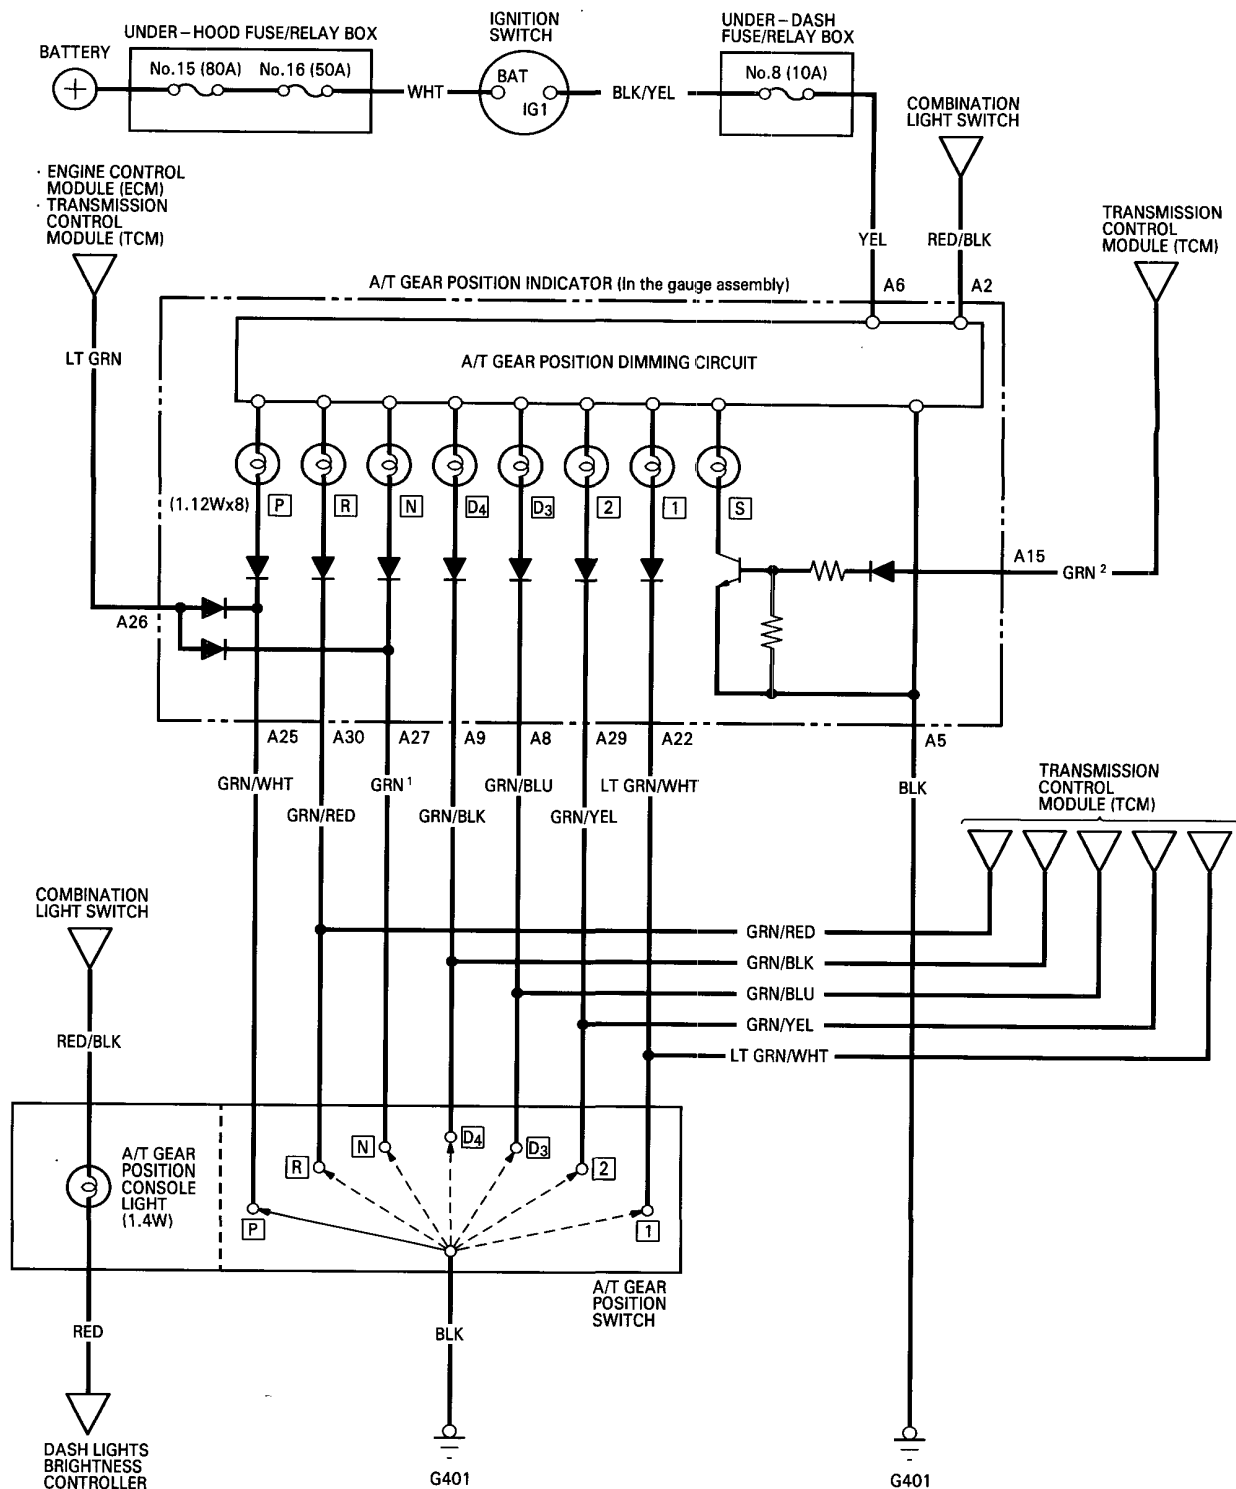 UNDER–HOOD FUSE/RELAY BOX
IGNITION
SWITCH
UNDER–DASH
FUSE/RELAY BOX
BATTERY
No.15 (80A)
No.16 (50A)
BAT
IG1
No.8 (10A)
WHT
BLK/YEL
COMBINATION
LIGHT SWITCH
· ENGINE CONTROL
MODULE (ECM)
· TRANSMISSION
CONTROL
MODULE (TCM)
TRANSMISSION
CONTROL
MODULE (TCM)
YEL
RED/BLK
A/T GEAR POSITION INDICATOR (In the gauge assembly)
A6
A2
LT GRN
A/T GEAR POSITION DIMMING CIRCUIT
(1.12Wx8)
P
R
N
D4
D3
2
1
S
A15
GRN 2
A26
A25
A30
A27
A9
A8
A29
A22
A5
GRN/WHT
GRN 1
GRN/BLU
LT GRN/WHT
BLK
GRN/RED
GRN/BLK
GRN/YEL
TRANSMISSION
CONTROL
MODULE (TCM)
COMBINATION
LIGHT SWITCH
GRN/RED
GRN/BLK
GRN/BLU
GRN/YEL
LT GRN/WHT
RED/BLK
A/T GEAR
POSITION
CONSOLE
LIGHT
(1.4W)
P
R
N
D4
D3
2
1
A/T GEAR
POSITION
SWITCH
RED
BLK
DASH LIGHTS
BRIGHTNESS
CONTROLLER
G401
G401